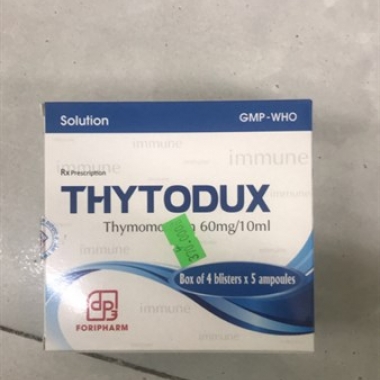 Solution GMP-WHO
immune
immune
Rx Prescription
THYTODUX
60mg/10ml
Box of 4 blisters x 5 ampoules
immune
FORIPHARM
immune